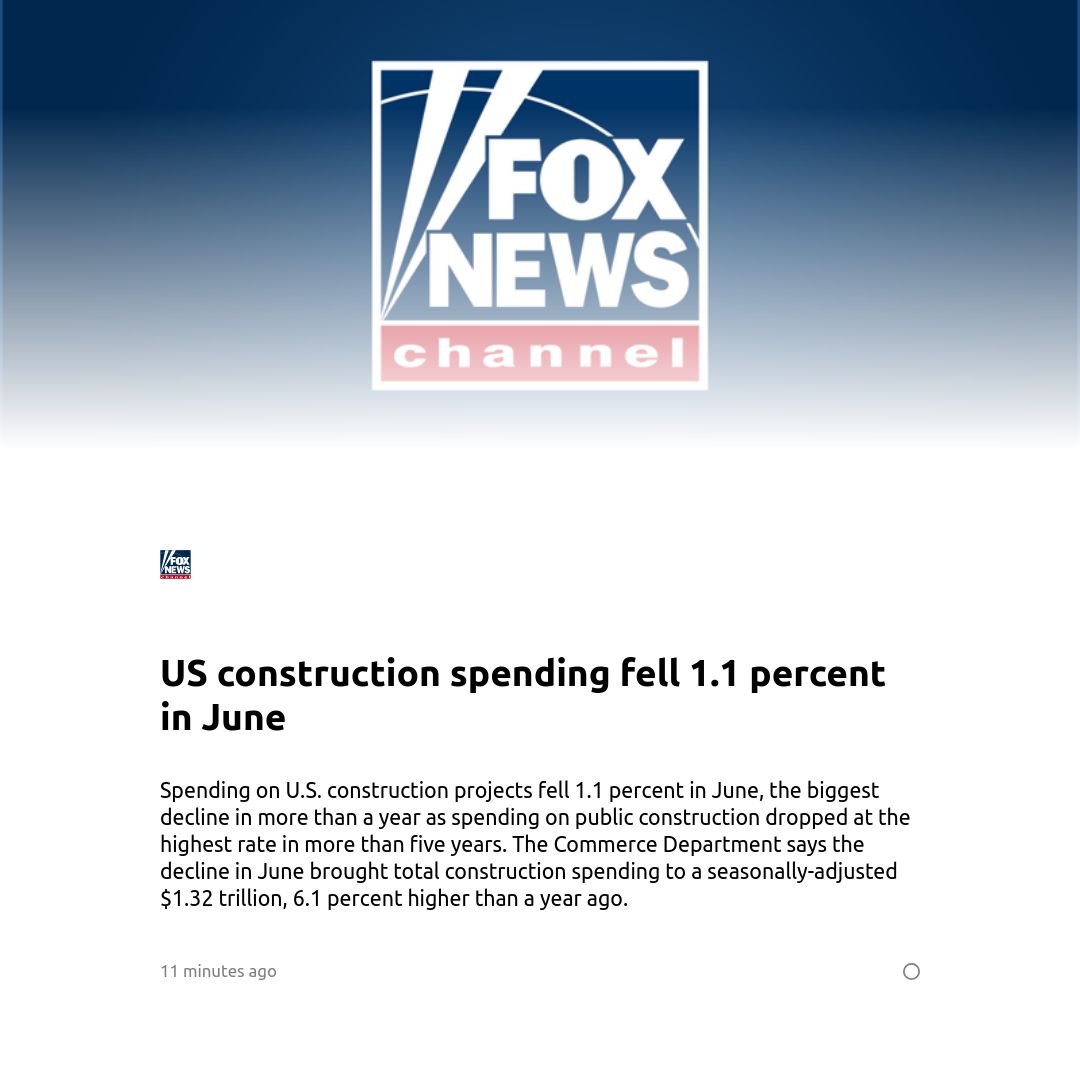 FOX
NEWS
channel
FOX
NEWS
channel
US construction spending fell 1.1 percent
in June
Spending on U.S. construction projects fell 1.1 percent in June, the biggest
decline in more than a year as spending on public construction dropped at the
highest rate in more than five years. The Commerce Department says the
decline in June brought total construction spending to a seasonally-adjusted
$1.32 trillion, 6.1 percent higher than a year ago.
11 minutes ago